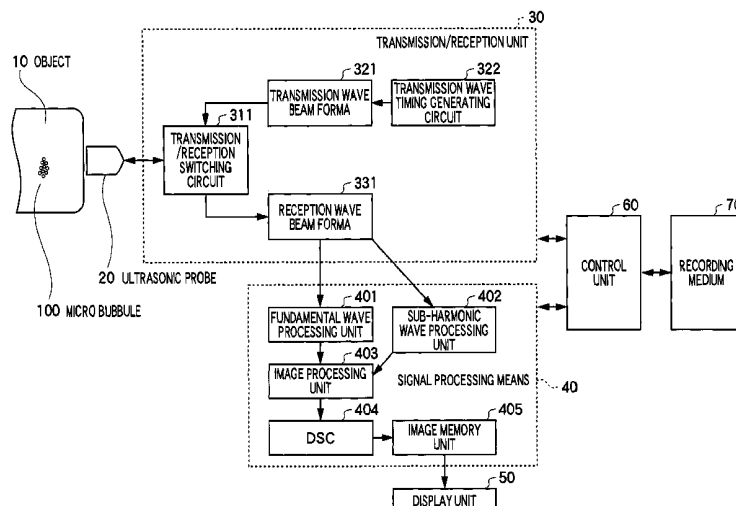 30
TRANSMISSION/RECEPTION UNIT
10 OBJECT
321
322
TRANSMISSION WAVE
BEAM FORMA
TRANSMISSION WAVE
TIMING GENERATING
CIRCUIT
311
TRANSMISSION
/RECEPTION
SWITCHING
CIRCUIT
331
RECEPTION WAVE
BEAM FORMA
60
70
CONTROL
UNIT
RECORDING
MEDIUM
20 ULTRASONIC PROBE
100 MICRO BUBBULE
401
402
FUNDAMENTAL WAVE
PROCESSING UNIT
SUB-HARMONIC
WAVE PROCESSING
UNIT
403
IMAGE PROCESSING
UNIT
SIGNAL PROCESSING MEANS
40
404
405
DSC
IMAGE MEMORY
UNIT
50
DISPLAY UNIT